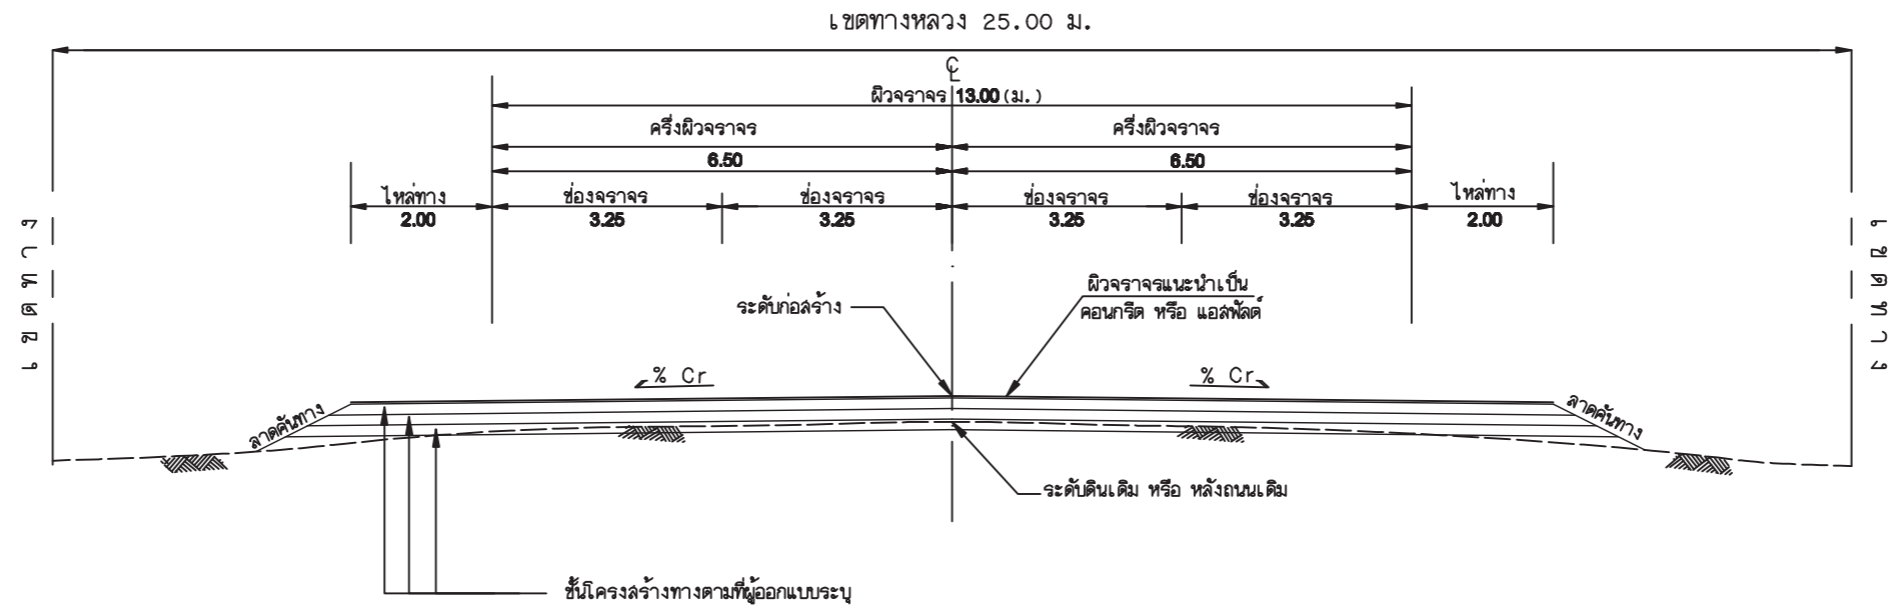 เขตทางหลวง 25.00 ม.
℄
ผิวจราจร 13.00 (ม.)
ครึ่งผิวจราจร ครึ่งผิวจราจร
6.50 6.50
ไหล่ทาง ช่องจราจร ช่องจราจร ช่องจราจร ช่องจราจร ไหล่ทาง
2.00 3.25 3.25 3.25 3.25 2.00
เขตทาง
เขตทาง
ระดับก่อสร้าง
ผิวจราจรแนะนำเป็น
คอนกรีต หรือ แอสฟัลต์
% Cr % Cr
ลาดคันทาง ลาดคันทาง
ระดับดินเดิม หรือ หลังถนนเดิม
ชั้นโครงสร้างทางตามที่ผู้ออกแบบระบุ